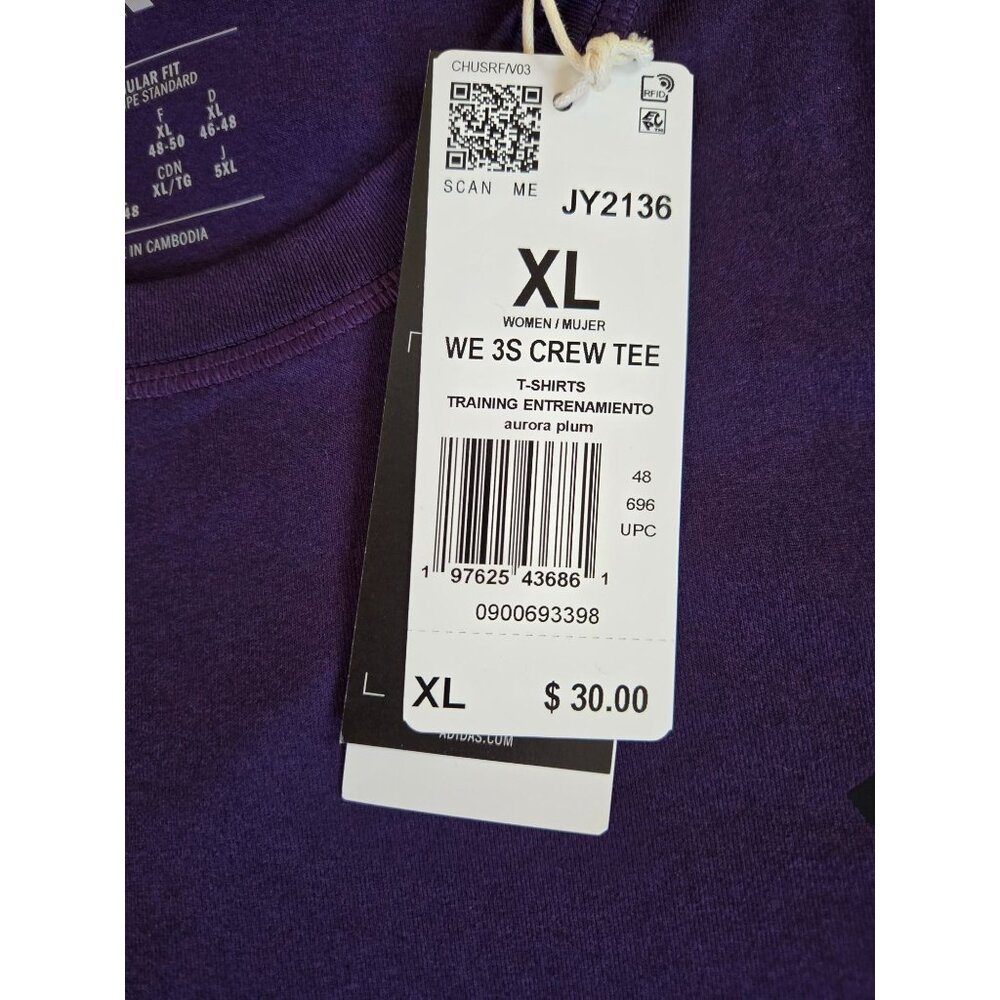 ULAR FIT
PE STANDARD
F D
XL XL
48-50 46-48
CDN J
XL/TG 5XL
48
IN CAMBODIA
CHUSRF/V03
RFID
SCAN ME
JY2136
XL
WOMEN / MUJER
WE 3S CREW TEE
T-SHIRTS
TRAINING ENTRENAMIENTO
aurora plum
48
696
UPC
1 97625 43686 1
0900693398
XL $ 30.00
ADIDAS.COM